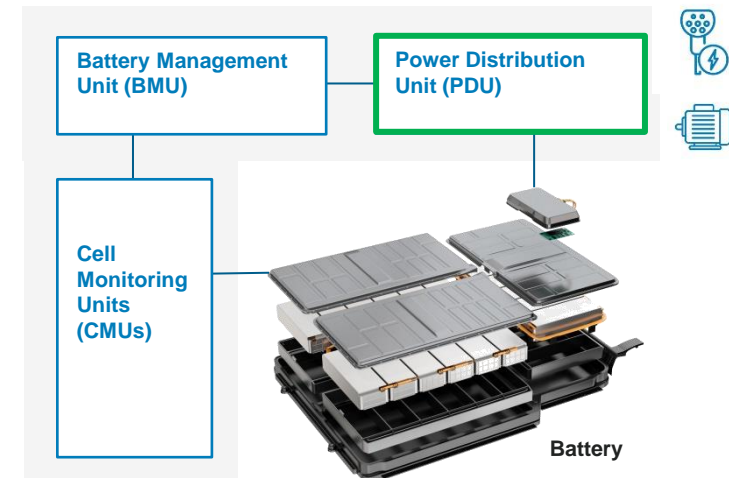 Battery Management
Unit (BMU)
Power Distribution
Unit (PDU)
Cell
Monitoring
Units
(CMUs)
Battery